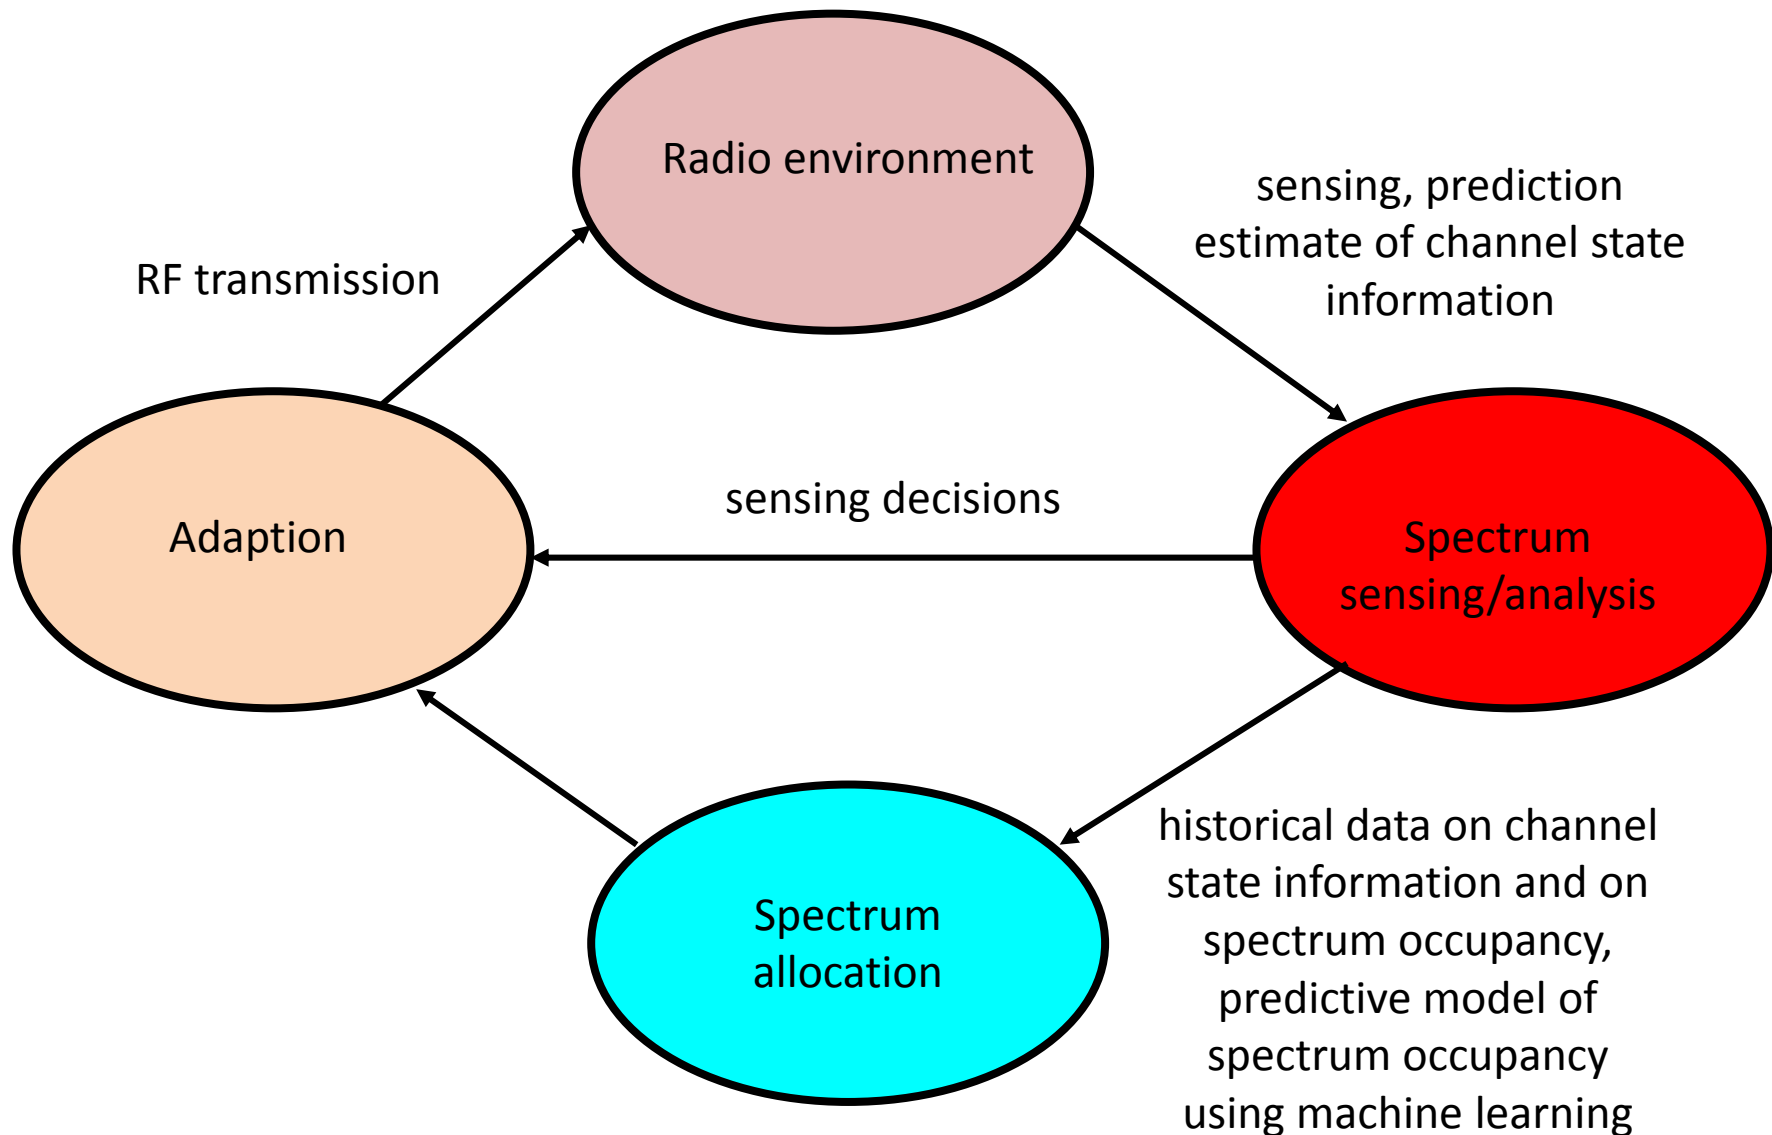 Radio environment
sensing, prediction
estimate of channel state
information
RF transmission
sensing decisions
Adaption
Spectrum
sensing/analysis
historical data on channel
state information and on
spectrum occupancy,
predictive model of
spectrum occupancy
using machine learning
Spectrum
allocation